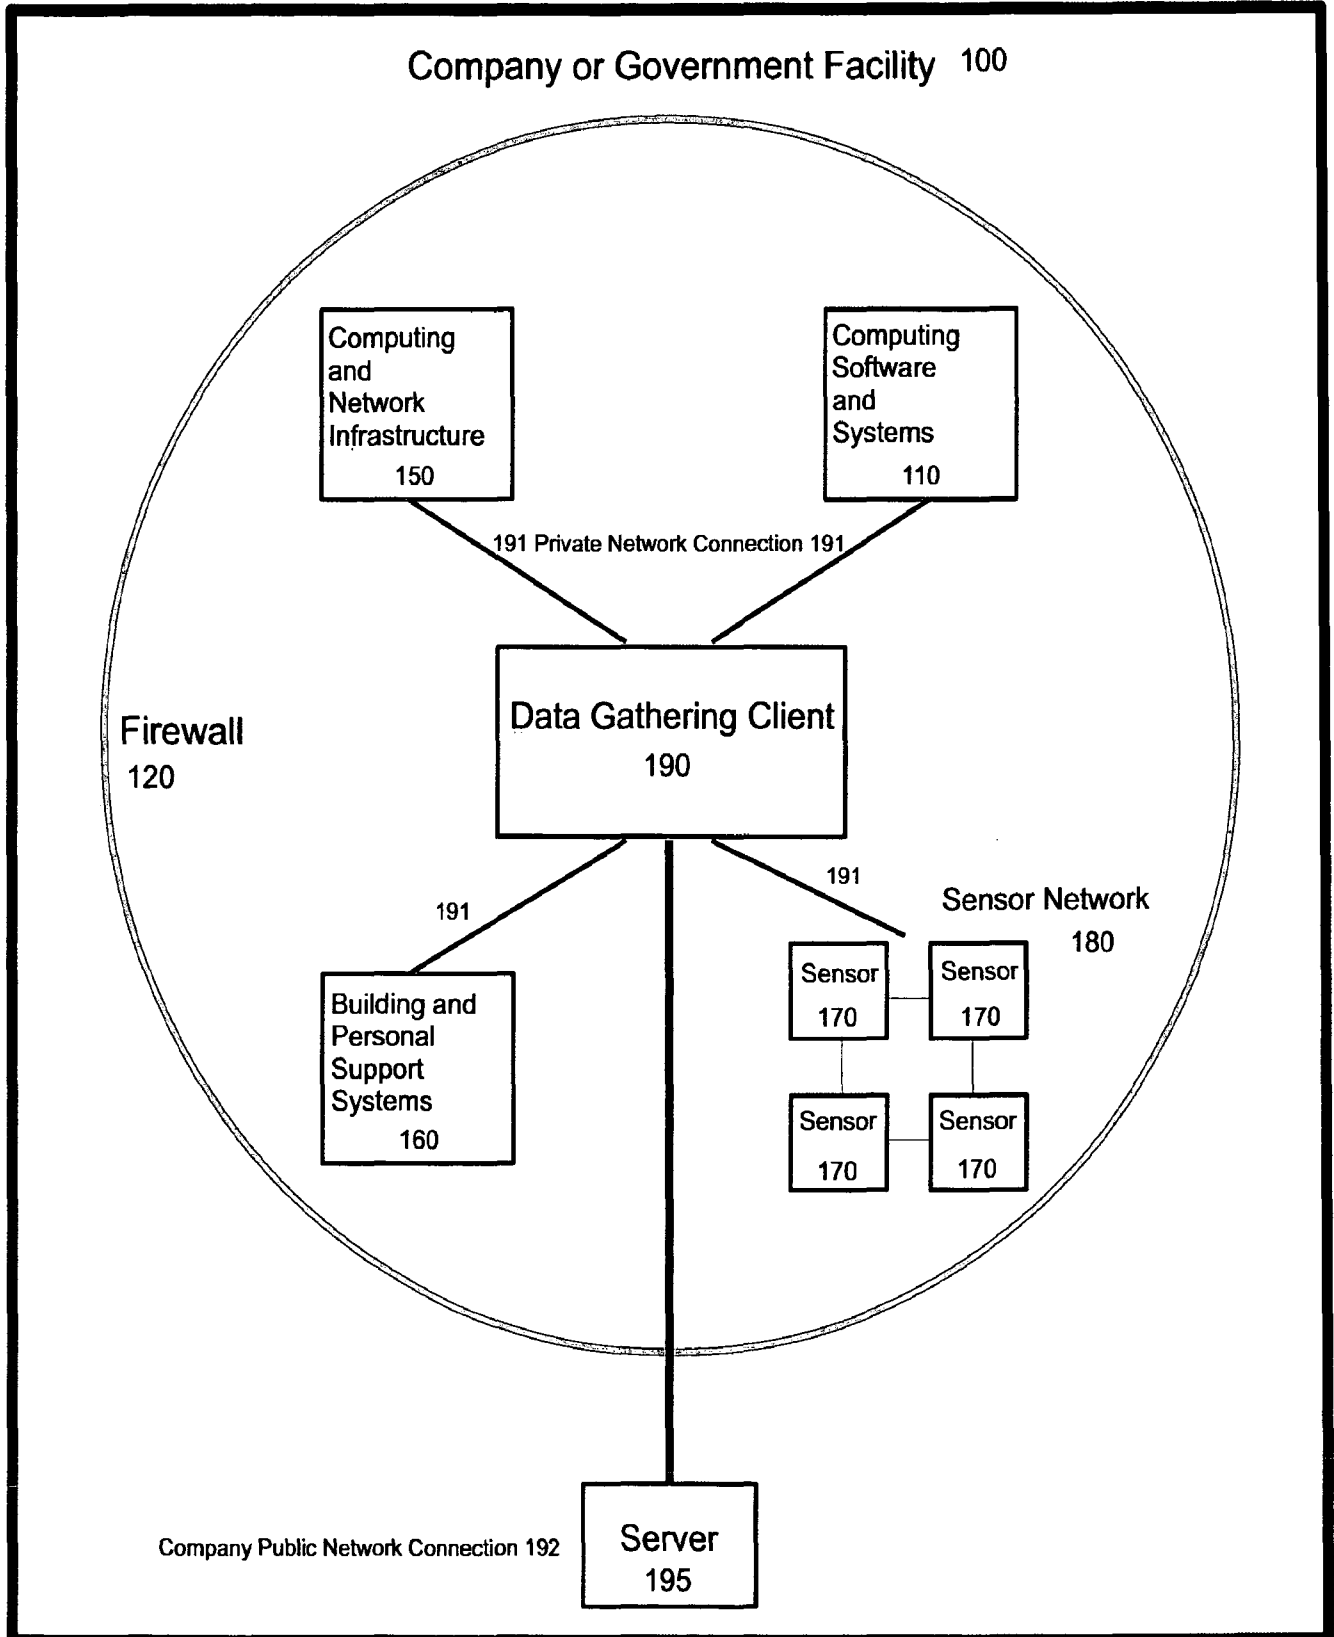 Company or Government Facility 100
Computing
and
Network
Infrastructure
150
Computing
Software
and
Systems
110
191 Private Network Connection 191
Data Gathering Client
190
Firewall
120
191
191
Sensor Network
180
Building and
Personal
Support
Systems
160
Sensor
170
Sensor
170
Sensor
170
Sensor
170
Company Public Network Connection 192
Server
195